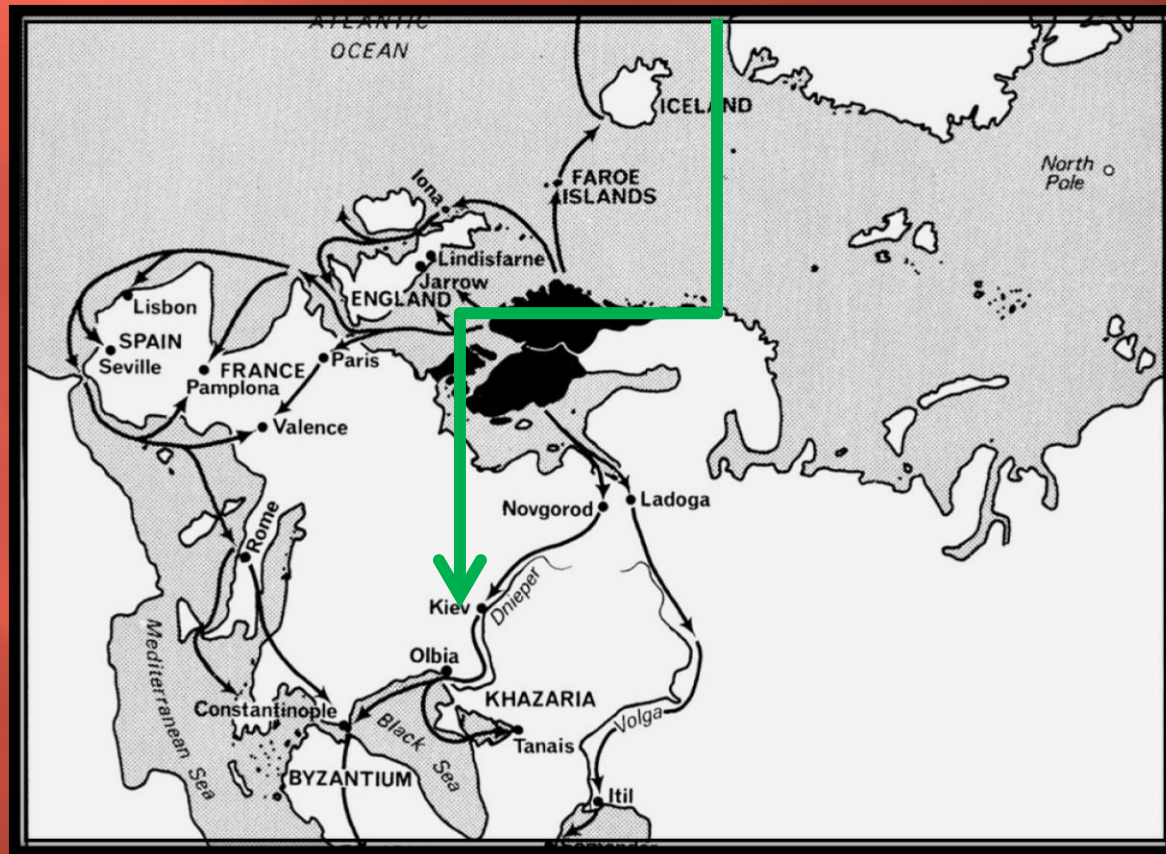 ATLANTIC
OCEAN
ICELAND
North
Pole
FAROE
ISLANDS
Iona
Lindisfarne
Jarrow
ENGLAND
Lisbon
SPAIN
Seville
FRANCE
Pamplona
Paris
Valence
Novgorod
Ladoga
Rome
Dnieper
Kiev
Mediterranean Sea
Olbia
KHAZARIA
Constantinople
Black Sea
Volga
Tanais
BYZANTIUM
Itil